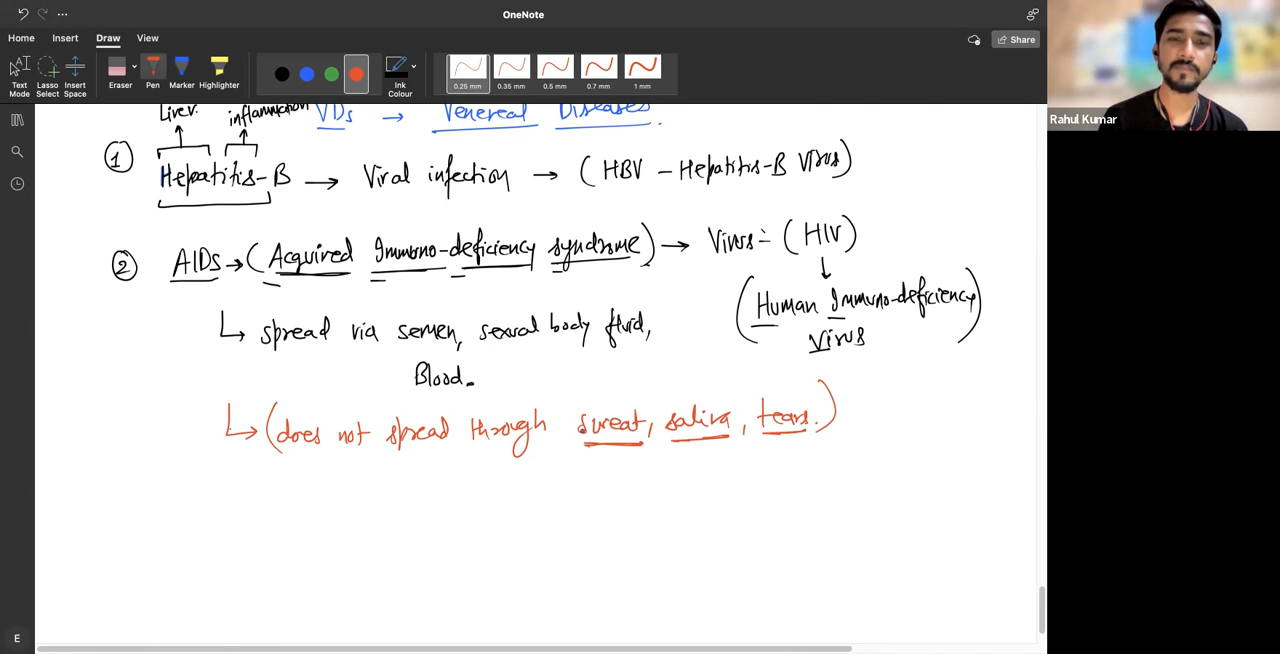 OneNote
Home Insert Draw View
Share
Text Mode
Lasso Select
Insert Space
Eraser
Pen
Marker
Highlighter
Ink Colour
0.25 mm 0.35 mm 0.5 mm 0.7 mm 1 mm
Rahul Kumar
Liver. inflammation VDs → Venereal Diseases.
① Hepatitis-B → Viral infection → (HBV - Hepatitis-B Virus)
② AIDs → (Acquired Immuno-deficiency syndrome) → Virus = (HIV)
(Human Immuno-deficiency
Virus)
↳ spread via semen, sexual body fluid,
Blood.
↳ (does not spread through sweat, saliva, tears.)
E